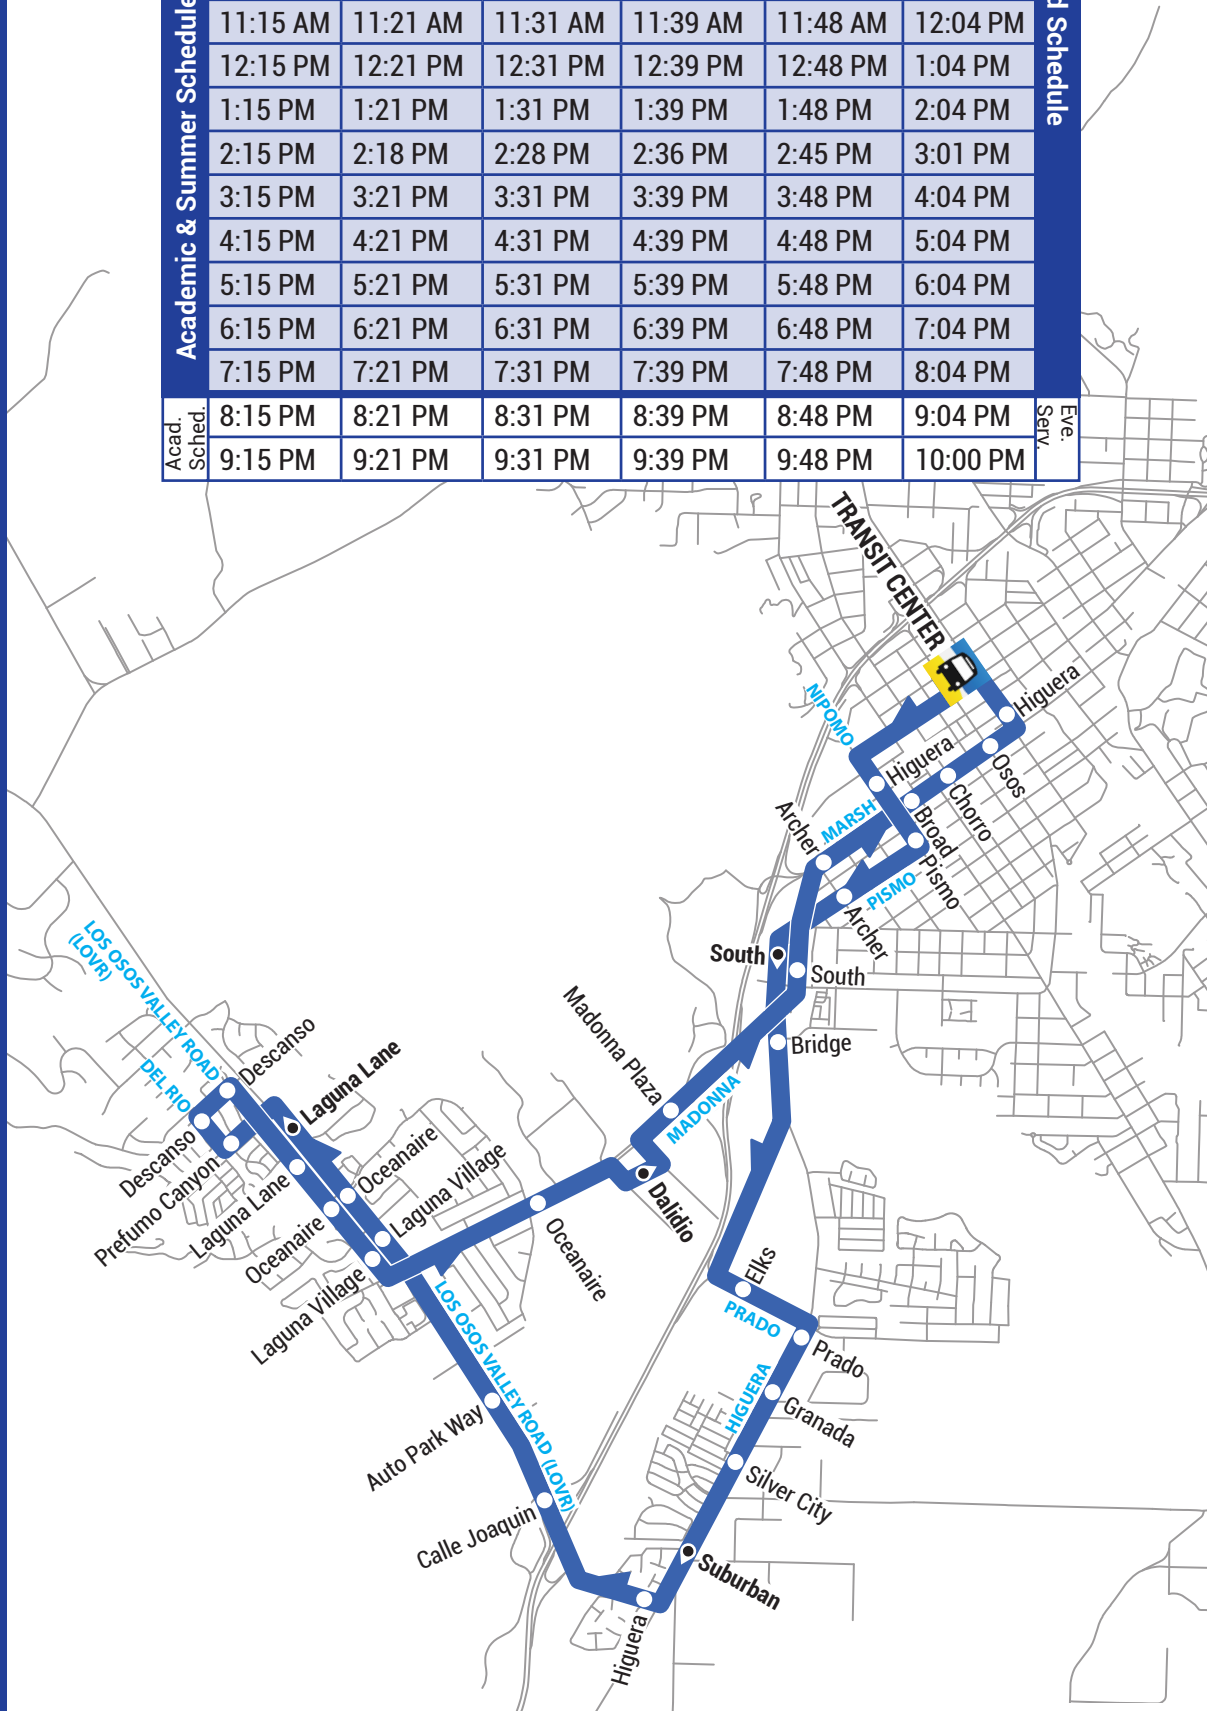 Academic & Summer Schedule
d Schedule
11:15 AM 11:21 AM 11:31 AM 11:39 AM 11:48 AM 12:04 PM
12:15 PM 12:21 PM 12:31 PM 12:39 PM 12:48 PM 1:04 PM
1:15 PM 1:21 PM 1:31 PM 1:39 PM 1:48 PM 2:04 PM
2:15 PM 2:18 PM 2:28 PM 2:36 PM 2:45 PM 3:01 PM
3:15 PM 3:21 PM 3:31 PM 3:39 PM 3:48 PM 4:04 PM
4:15 PM 4:21 PM 4:31 PM 4:39 PM 4:48 PM 5:04 PM
5:15 PM 5:21 PM 5:31 PM 5:39 PM 5:48 PM 6:04 PM
6:15 PM 6:21 PM 6:31 PM 6:39 PM 6:48 PM 7:04 PM
7:15 PM 7:21 PM 7:31 PM 7:39 PM 7:48 PM 8:04 PM
Acad.
Sched.
8:15 PM 8:21 PM 8:31 PM 8:39 PM 8:48 PM 9:04 PM
9:15 PM 9:21 PM 9:31 PM 9:39 PM 9:48 PM 10:00 PM
Eve.
Serv.
TRANSIT CENTER
NIPOMO
Higuera
Higuera
Osos
Chorro
Broad
MARSH
Archer
Pismo
PISMO
Archer
South
South
Bridge
Madonna Plaza
MADONNA
Dalidio
Oceanaire
LOS OSOS VALLEY ROAD
(LOVR)
DEL RIO
Descanso
Laguna Lane
Descanso
Prefumo Canyon
Laguna Lane
Oceanaire
Oceanaire
Laguna Village
Laguna Village
LOS OSOS VALLEY ROAD (LOVR)
Elks
PRADO
Prado
HIGUERA
Granada
Silver City
Auto Park Way
Calle Joaquin
Suburban
Higuera